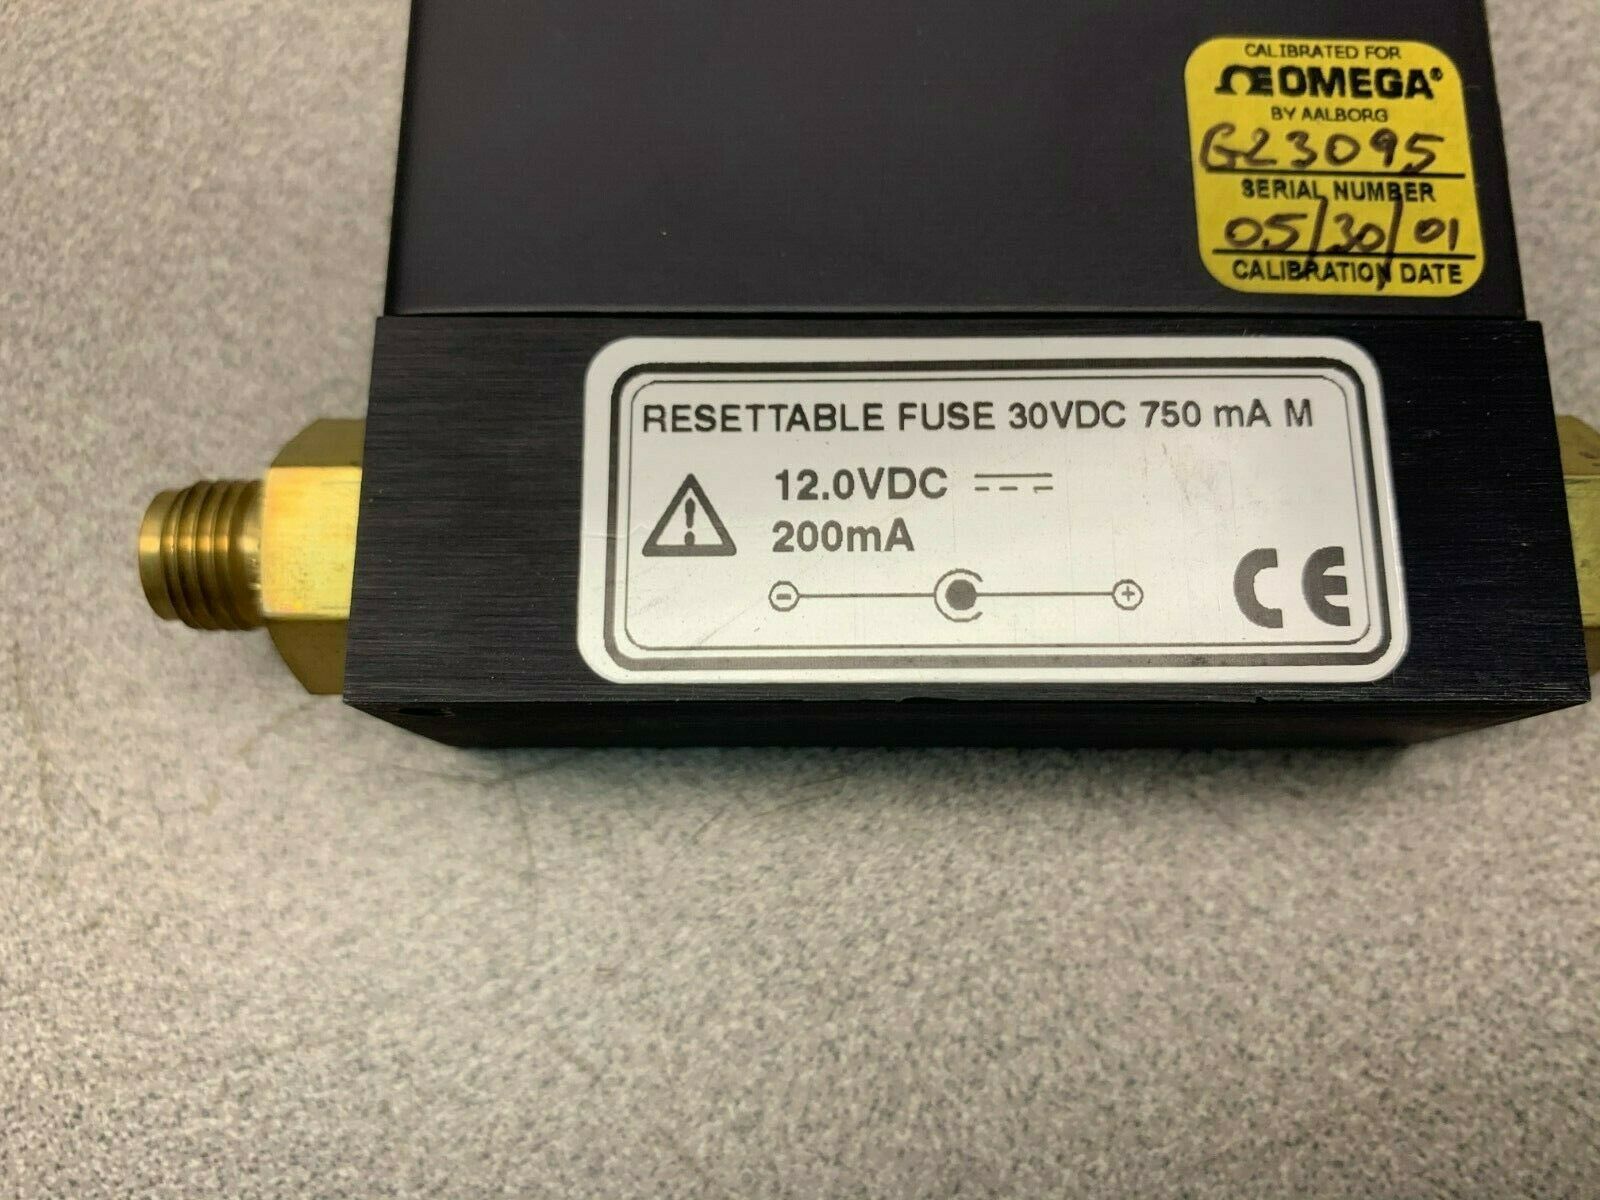 CALIBRATED FOR
OMEGA®
BY AALBORG
G23095
SERIAL NUMBER
05/30/01
CALIBRATION DATE
RESETTABLE FUSE 30VDC 750 mA M
12.0VDC
200mA
CE